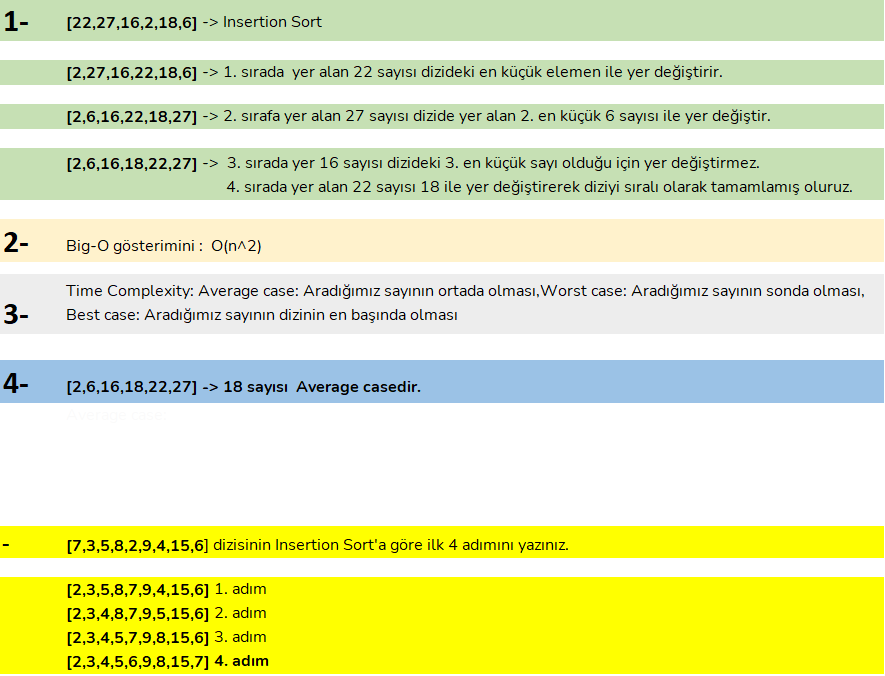 1- [22,27,16,2,18,6] -> Insertion Sort
[2,27,16,22,18,6] -> 1. sırada yer alan 22 sayısı dizideki en küçük elemen ile yer değiştirir.
[2,6,16,22,18,27] -> 2. sırafa yer alan 27 sayısı dizide yer alan 2. en küçük 6 sayısı ile yer değiştir.
[2,6,16,18,22,27] -> 3. sırada yer 16 sayısı dizideki 3. en küçük sayı olduğu için yer değiştirmez.
4. sırada yer alan 22 sayısı 18 ile yer değiştirerek diziyi sıralı olarak tamamlamış oluruz.
2- Big-O gösterimini : O(n^2)
Time Complexity: Average case: Aradığımız sayının ortada olması,Worst case: Aradığımız sayının sonda olması,
3- Best case: Aradığımız sayının dizinin en başında olması
4- [2,6,16,18,22,27] -> 18 sayısı Average casedir.
- [7,3,5,8,2,9,4,15,6] dizisinin Insertion Sort'a göre ilk 4 adımını yazınız.
[2,3,5,8,7,9,4,15,6] 1. adım
[2,3,4,8,7,9,5,15,6] 2. adım
[2,3,4,5,7,9,8,15,6] 3. adım
[2,3,4,5,6,9,8,15,7] 4. adım